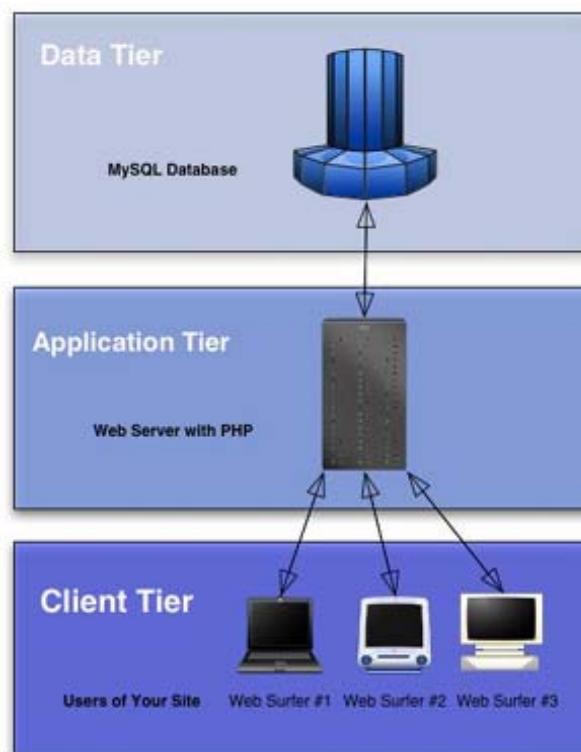 Data Tier
MySQL Database
Application Tier
Web Server with PHP
Client Tier
Users of Your Site
Web Surfer #1
Web Surfer #2
Web Surfer #3